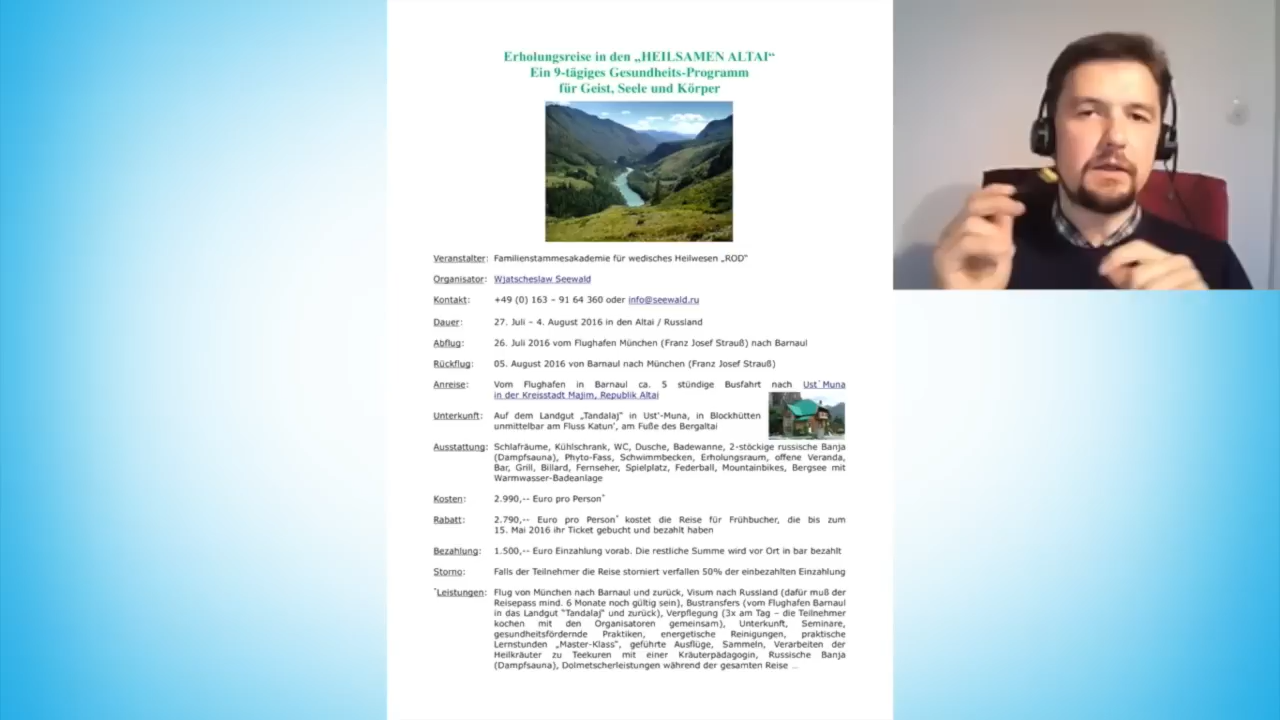 Erholungsreise in den „HEILSAMEN ALTAI“
Ein 9-tägiges Gesundheits-Programm
für Geist, Seele und Körper
Veranstalter: Familienstammesakademie für wedisches Heilwesen „ROD“
Organisator: Wjatscheslaw Seewald
Kontakt: +49 (0) 163 – 91 64 360 oder info@seewald.ru
Dauer: 27. Juli – 4. August 2016 in den Altai / Russland
Abflug: 26. Juli 2016 vom Flughafen München (Franz Josef Strauß) nach Barnaul
Rückflug: 05. August 2016 von Barnaul nach München (Franz Josef Strauß)
Anreise: Vom Flughafen in Barnaul ca. 5 stündige Busfahrt nach Ust`Muna
in der Kreisstadt Majim, Republik Altai
Unterkunft: Auf dem Landgut „Tandalaj“ in Ust’-Muna, in Blockhütten
unmittelbar am Fluss Katun’, am Fuße des Bergaltai
Ausstattung: Schlafräume, Kühlschrank, WC, Dusche, Badewanne, 2-stöckige russische Banja
(Dampfsauna), Phyto-Fass, Schwimmbecken, Erholungsraum, offene Veranda,
Bar, Grill, Billard, Fernseher, Spielplatz, Federball, Mountainbikes, Bergsee mit
Warmwasser-Badeanlage
Kosten: 2.990,-- Euro pro Person*
Rabatt: 2.790,-- Euro pro Person* kostet die Reise für Frühbucher, die bis zum
15. Mai 2016 ihr Ticket gebucht und bezahlt haben
Bezahlung: 1.500,-- Euro Einzahlung vorab. Die restliche Summe wird vor Ort in bar bezahlt
Storno: Falls der Teilnehmer die Reise storniert verfallen 50% der einbezahlten Einzahlung
*Leistungen: Flug von München nach Barnaul und zurück, Visum nach Russland (dafür muß der
Reisepass mind. 6 Monate noch gültig sein), Bustransfers (vom Flughafen Barnaul
in das Landgut “Tandalaj“ und zurück), Verpflegung (3x am Tag – die Teilnehmer
kochen mit den Organisatoren gemeinsam), Unterkunft, Seminare,
gesundheitsfördernde Praktiken, energetische Reinigungen, praktische
Lernstunden „Master-Klass“, geführte Ausflüge, Sammeln, Verarbeiten der
Heilkräuter zu Teekuren mit einer Kräuterpädagogin, Russische Banja
(Dampfsauna), Dolmetscherleistungen während der gesamten Reise ...